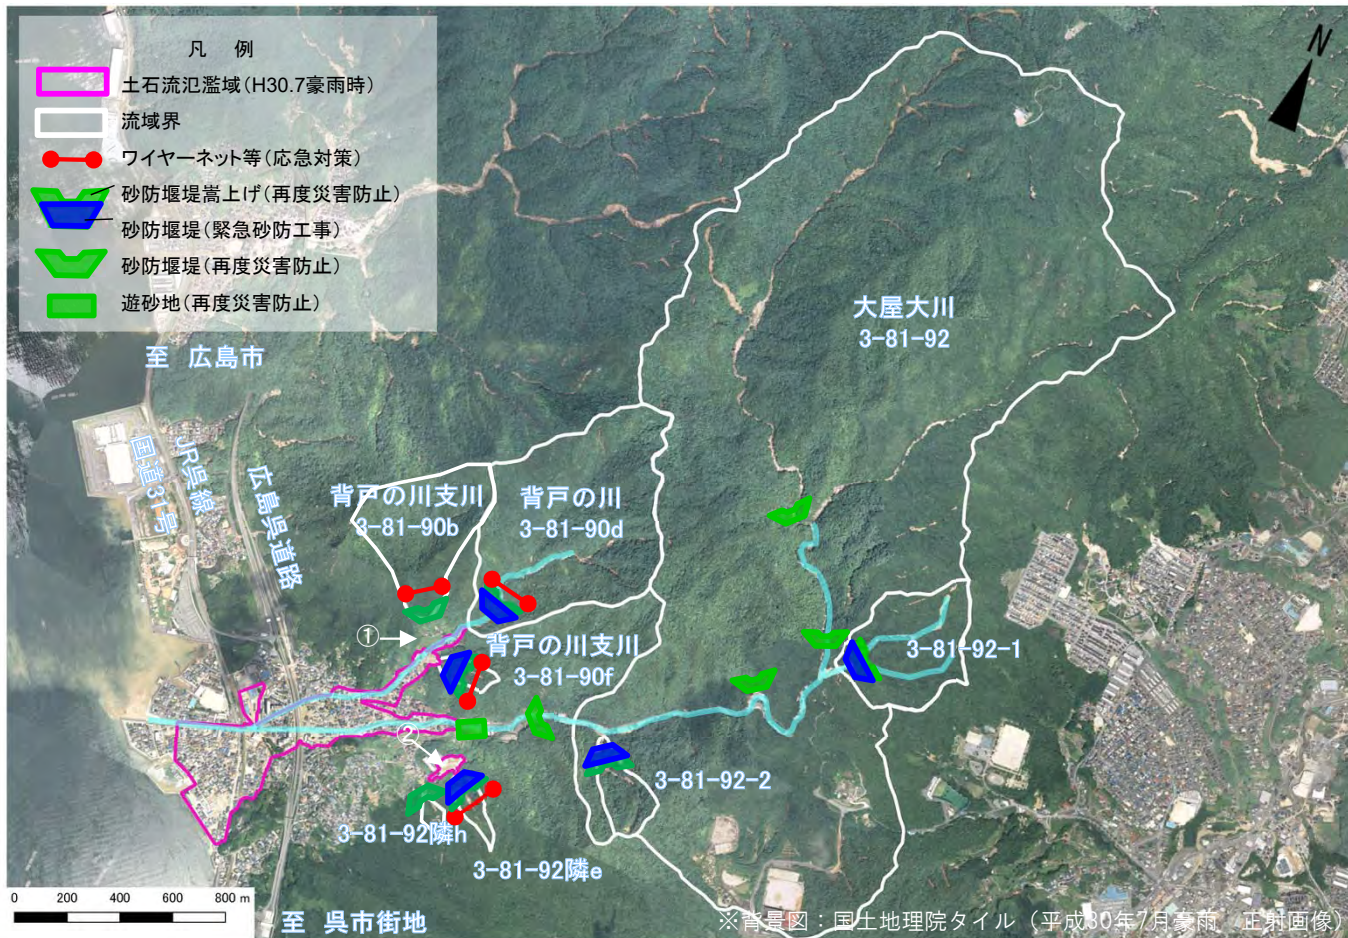 凡 例
土石流氾濫域(H30.7豪雨時)
流域界
ワイヤーネット等(応急対策)
砂防堰堤嵩上げ(再度災害防止)
砂防堰堤(緊急砂防工事)
砂防堰堤(再度災害防止)
遊砂地(再度災害防止)
N
大屋大川
3-81-92
至 広島市
国道31号
JR呉線
広島呉道路
背戸の川支川
3-81-90b
背戸の川
3-81-90d
①
背戸の川支川
3-81-90f
3-81-92-1
②
3-81-92-2
3-81-92隣h
3-81-92隣e
0 200 400 600 800 m
至 呉市街地
※背景図:国土地理院タイル(平成30年7月豪雨 正射画像)